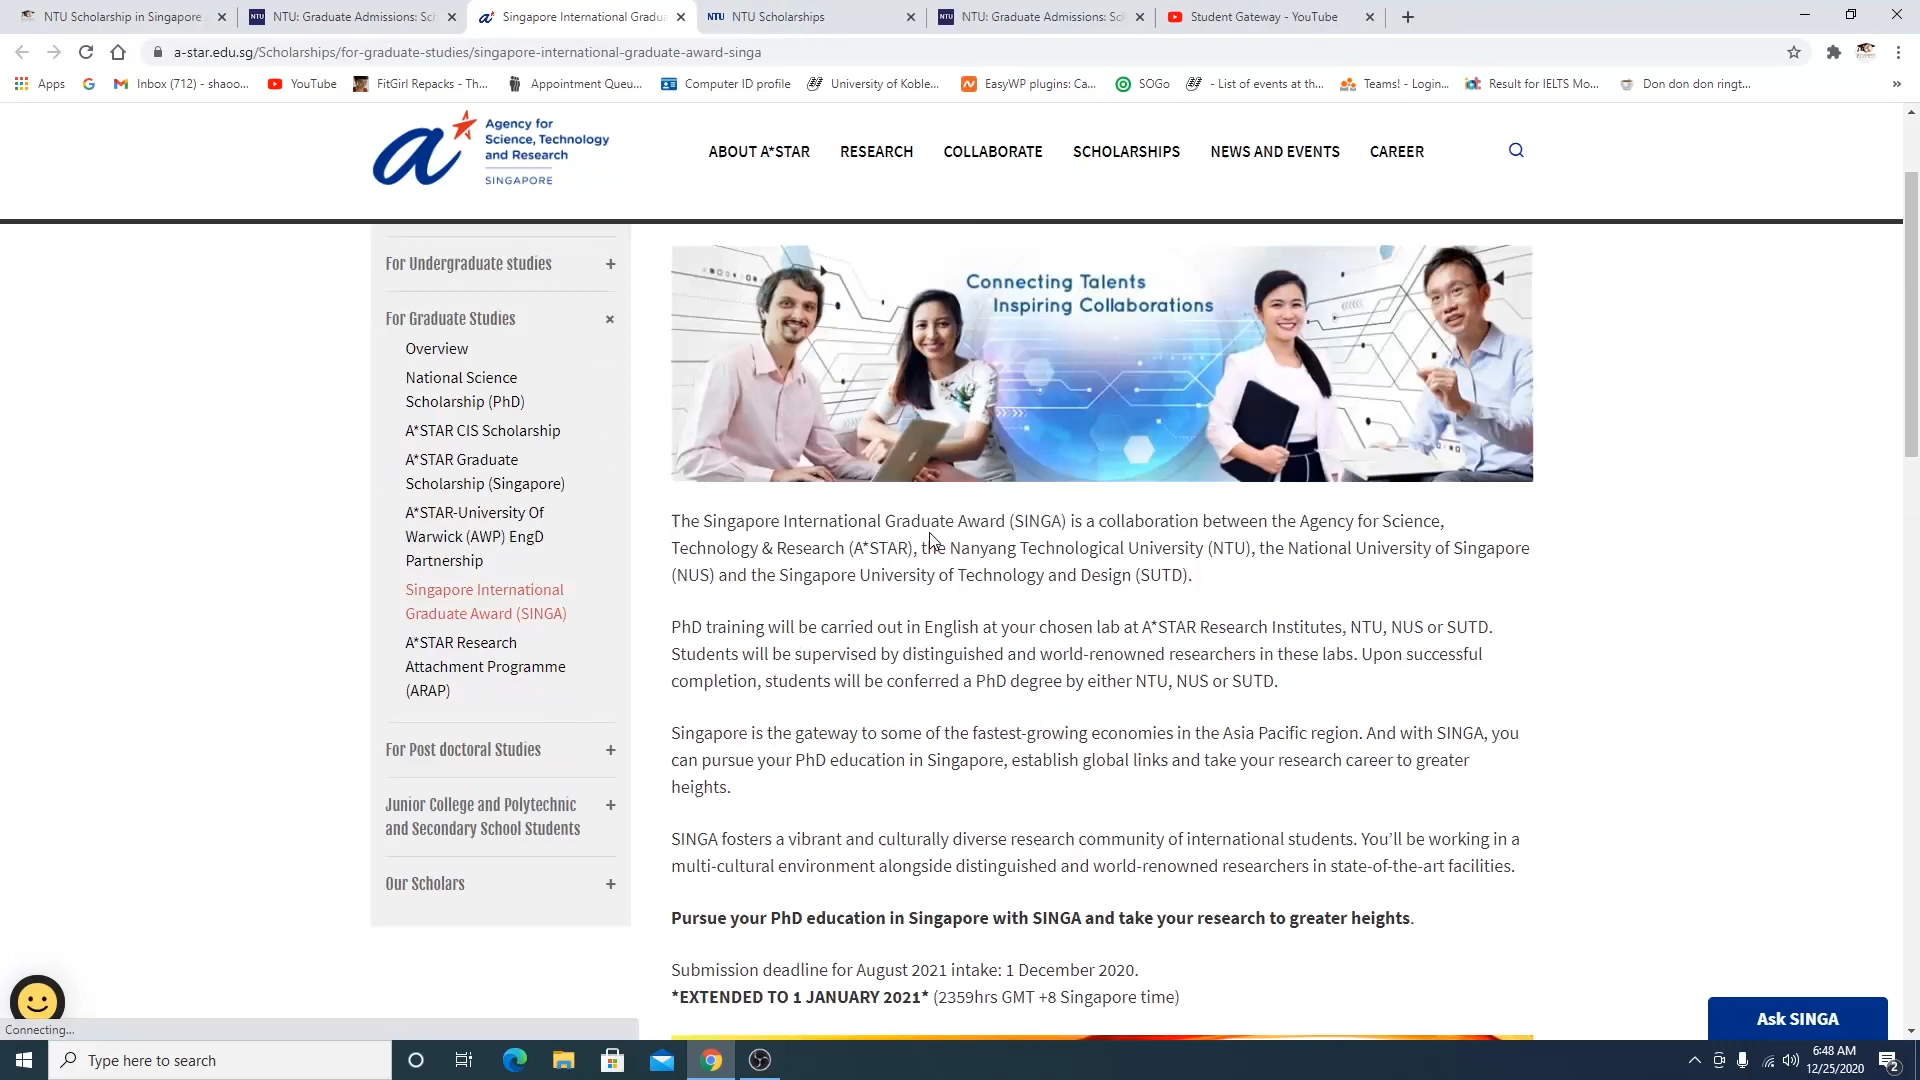 NTU Scholarship in Singapore
NTU: Graduate Admissions: Sch
Singapore International Gradua
NTU Scholarships
NTU: Graduate Admissions: Sch
Student Gateway - YouTube
a-star.edu.sg/Scholarships/for-graduate-studies/singapore-international-graduate-award-singa
Apps
Inbox (712) - shaoo...
YouTube
FitGirl Repacks - Th...
Appointment Queu...
Computer ID profile
University of Koble...
EasyWP plugins: Ca...
SOGo
- List of events at th...
Teams! - Login...
Result for IELTS Mo...
Don don don ringt...
»
a
Agency for
Science, Technology
and Research
SINGAPORE
ABOUT A*STAR
RESEARCH
COLLABORATE
SCHOLARSHIPS
NEWS AND EVENTS
CAREER
For Undergraduate studies +
For Graduate Studies ×
Overview
National Science
Scholarship (PhD)
A*STAR CIS Scholarship
A*STAR Graduate
Scholarship (Singapore)
A*STAR-University Of
Warwick (AWP) EngD
Partnership
Singapore International
Graduate Award (SINGA)
A*STAR Research
Attachment Programme
(ARAP)
For Post doctoral Studies +
Junior College and Polytechnic +
and Secondary School Students
Our Scholars +
Connecting Talents
Inspiring Collaborations
The Singapore International Graduate Award (SINGA) is a collaboration between the Agency for Science,
Technology & Research (A*STAR), the Nanyang Technological University (NTU), the National University of Singapore
(NUS) and the Singapore University of Technology and Design (SUTD).
PhD training will be carried out in English at your chosen lab at A*STAR Research Institutes, NTU, NUS or SUTD.
Students will be supervised by distinguished and world-renowned researchers in these labs. Upon successful
completion, students will be conferred a PhD degree by either NTU, NUS or SUTD.
Singapore is the gateway to some of the fastest-growing economies in the Asia Pacific region. And with SINGA, you
can pursue your PhD education in Singapore, establish global links and take your research career to greater
heights.
SINGA fosters a vibrant and culturally diverse research community of international students. You’ll be working in a
multi-cultural environment alongside distinguished and world-renowned researchers in state-of-the-art facilities.
Pursue your PhD education in Singapore with SINGA and take your research to greater heights.
Submission deadline for August 2021 intake: 1 December 2020.
*EXTENDED TO 1 JANUARY 2021* (2359hrs GMT +8 Singapore time)
Ask SINGA
Connecting...
Type here to search
6:48 AM
12/25/2020
2